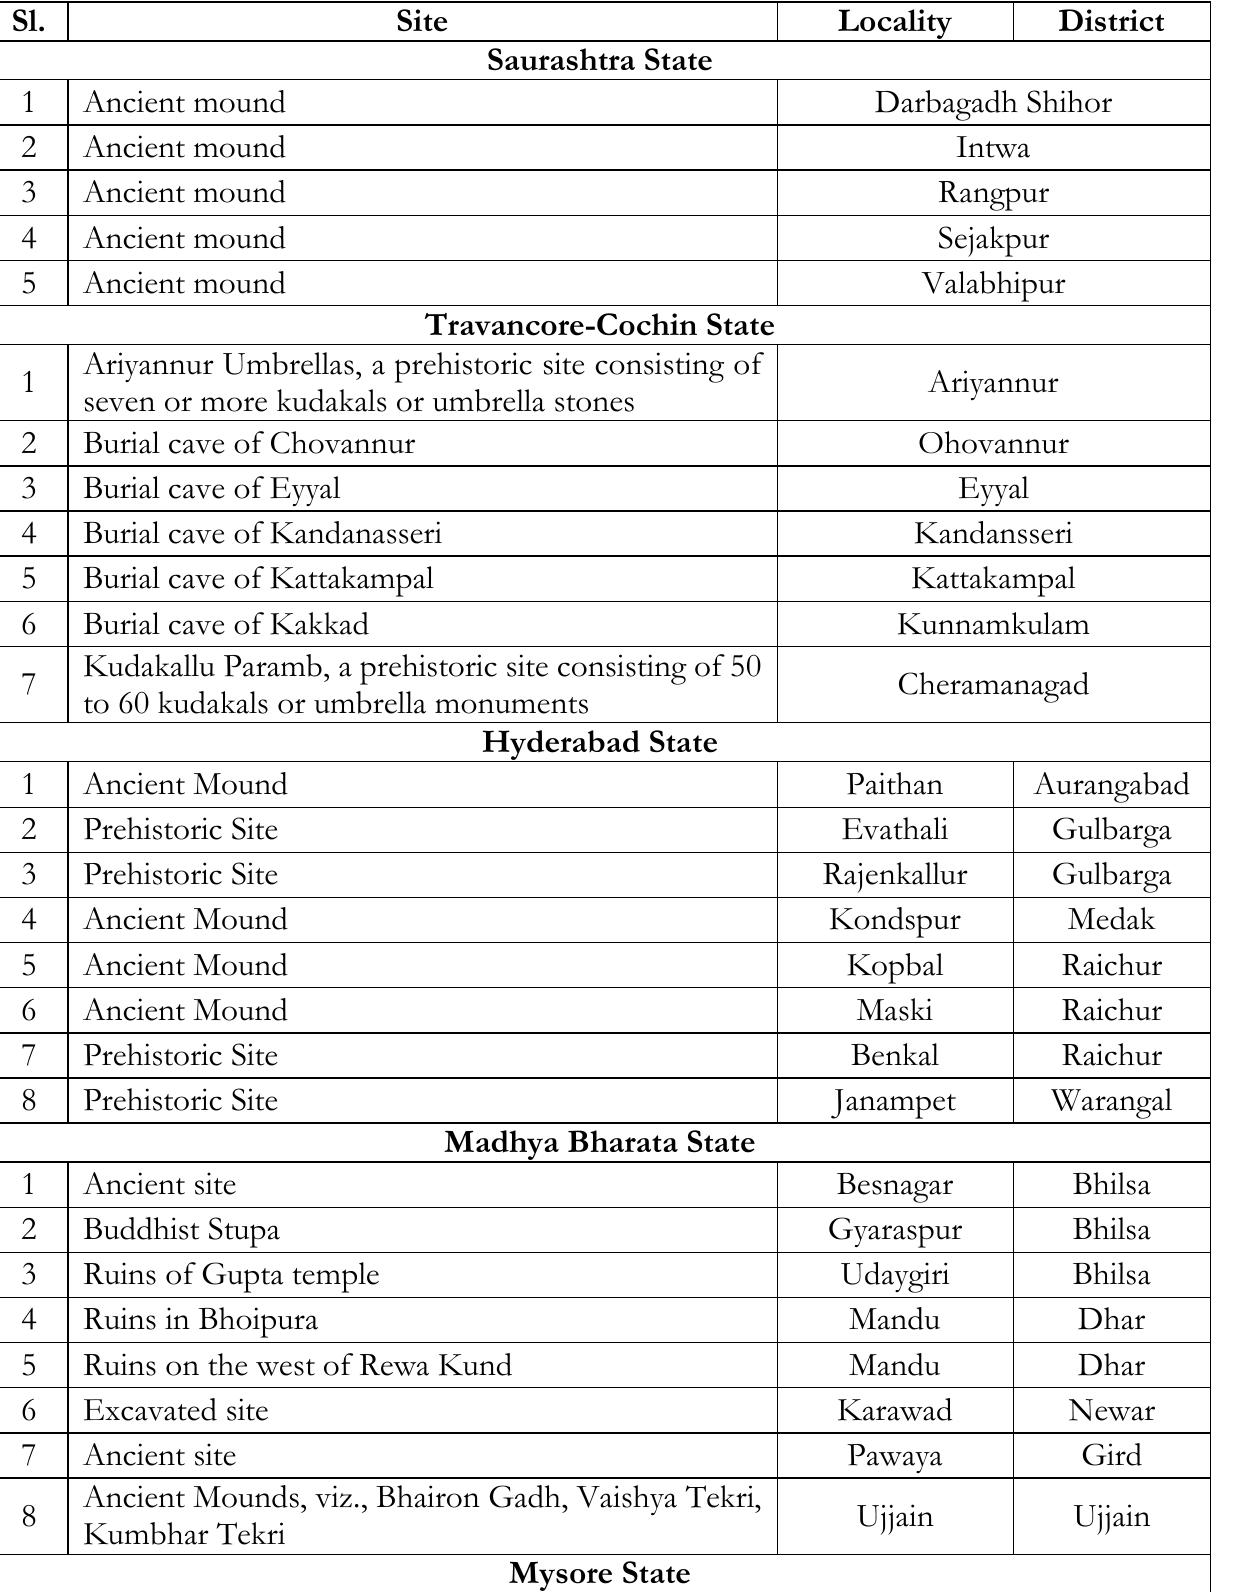 Sl. Site Locality District
Saurashtra State
1 Ancient mound Darbagadh Shihor
2 Ancient mound Intwa
3 Ancient mound Rangpur
4 Ancient mound Sejakpur
5 Ancient mound Valabhipur
Travancore-Cochin State
1 Ariyannur Umbrellas, a prehistoric site consisting of
seven or more kudakals or umbrella stones Ariyannur
2 Burial cave of Chovannur Ohovannur
3 Burial cave of Eyyal Eyyal
4 Burial cave of Kandanasseri Kandansseri
5 Burial cave of Kattakampal Kattakampal
6 Burial cave of Kakkad Kunnamkulam
7 Kudakallu Paramb, a prehistoric site consisting of 50
to 60 kudakals or umbrella monuments Cheramanagad
Hyderabad State
1 Ancient Mound Paithan Aurangabad
2 Prehistoric Site Evathali Gulbarga
3 Prehistoric Site Rajenkallur Gulbarga
4 Ancient Mound Kondspur Medak
5 Ancient Mound Kopbal Raichur
6 Ancient Mound Maski Raichur
7 Prehistoric Site Benkal Raichur
8 Prehistoric Site Janampet Warangal
Madhya Bharata State
1 Ancient site Besnagar Bhilsa
2 Buddhist Stupa Gyaraspur Bhilsa
3 Ruins of Gupta temple Udaygiri Bhilsa
4 Ruins in Bhoipura Mandu Dhar
5 Ruins on the west of Rewa Kund Mandu Dhar
6 Excavated site Karawad Newar
7 Ancient site Pawaya Gird
8 Ancient Mounds, viz., Bhairon Gadh, Vaishya Tekri,
Kumbhar Tekri Ujjain Ujjain
Mysore State